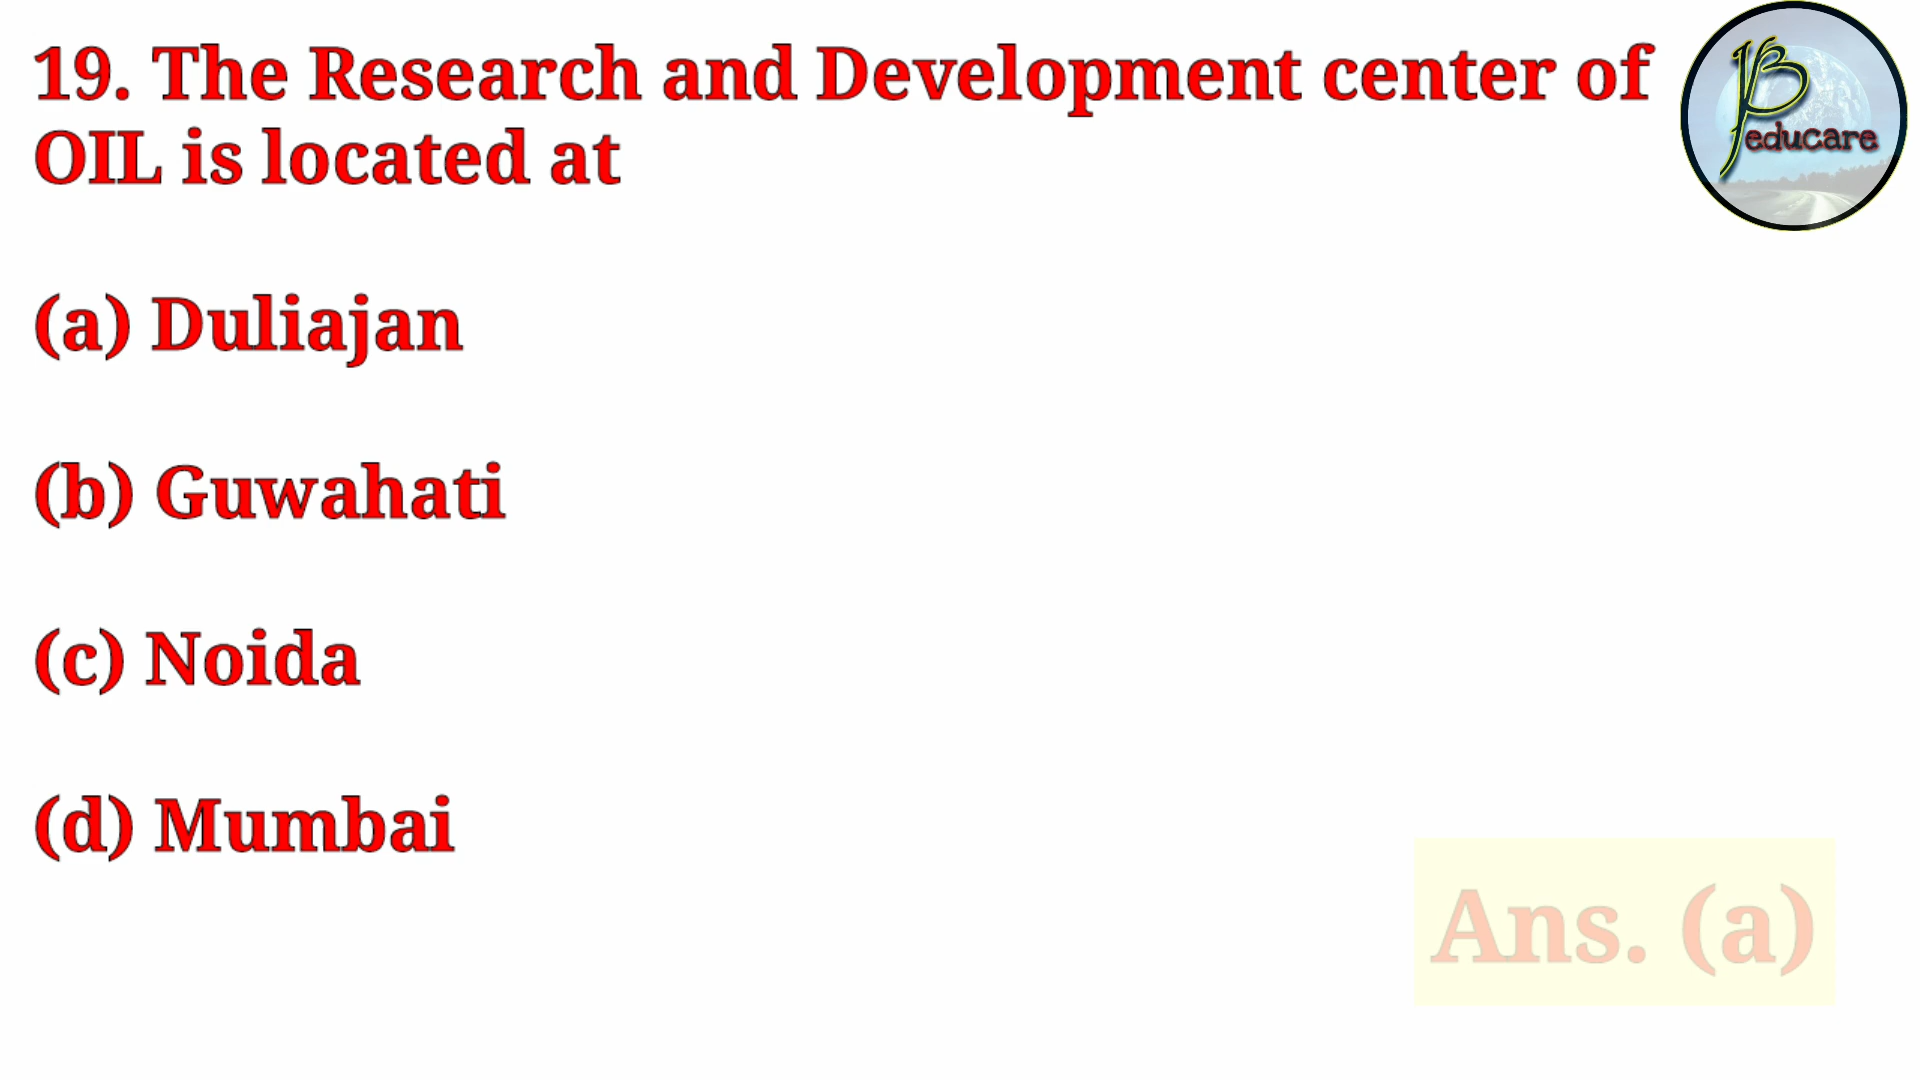 19. The Research and Development center of
OIL is located at
(a) Duliajan
(b) Guwahati
(c) Noida
(d) Mumbai
Ans. (a)
educare